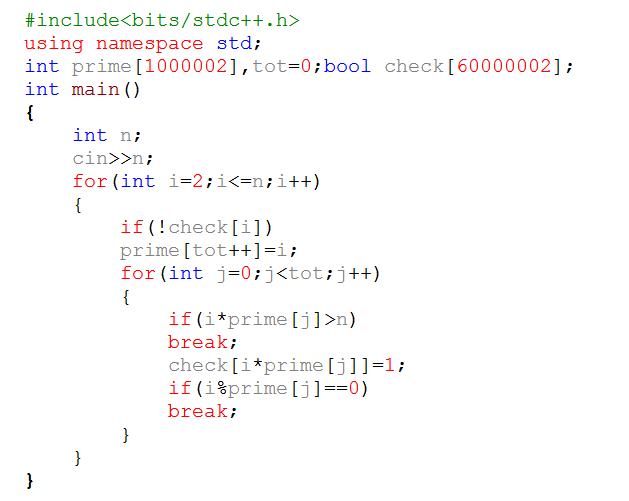 #include<bits/stdc++.h>
using namespace std;
int prime[1000002],tot=0;bool check[60000002];
int main()
{
    int n;
    cin>>n;
    for(int i=2;i<=n;i++)
    {
        if(!check[i])
        prime[tot++]=i;
        for(int j=0;j<tot;j++)
        {
            if(i*prime[j]>n)
            break;
            check[i*prime[j]]=1;
            if(i%prime[j]==0)
            break;
        }
    }
}